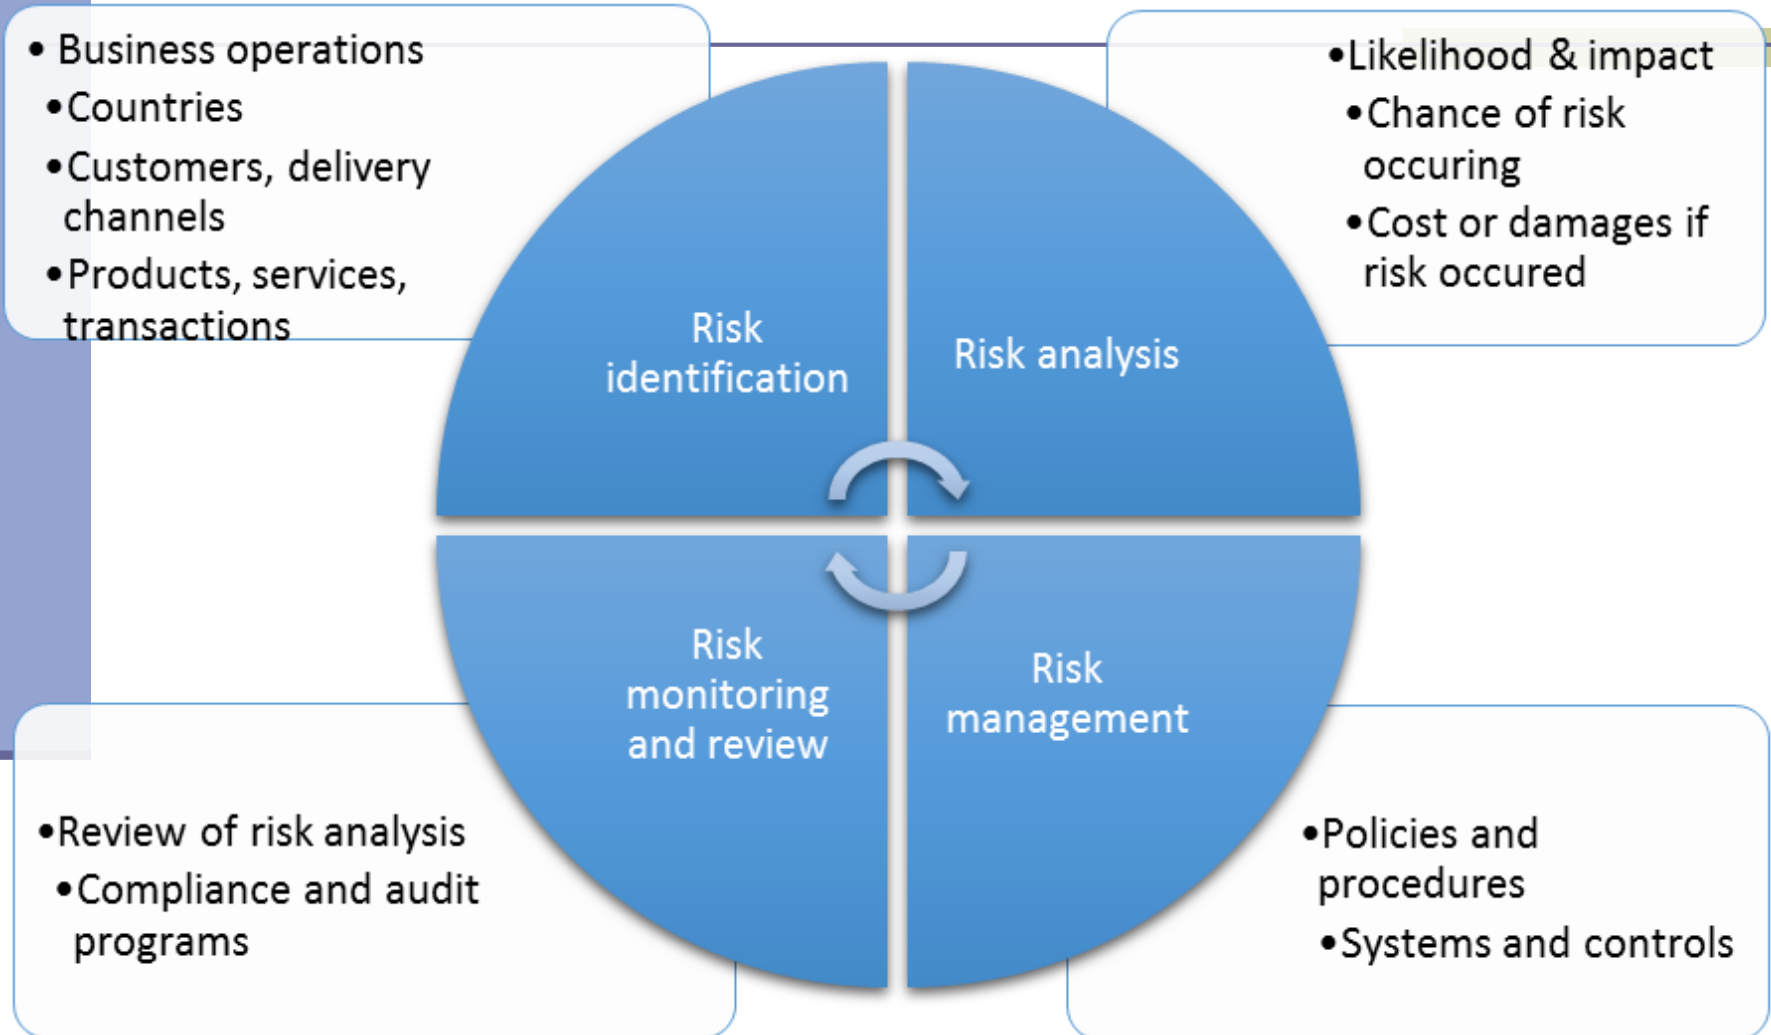 • Business operations
•Countries
•Customers, delivery
channels
•Products, services,
transactions
•Likelihood & impact
•Chance of risk
occuring
•Cost or damages if
risk occured
Risk
identification
Risk analysis
Risk
monitoring
and review
Risk
management
•Review of risk analysis
•Compliance and audit
programs
•Policies and
procedures
•Systems and controls